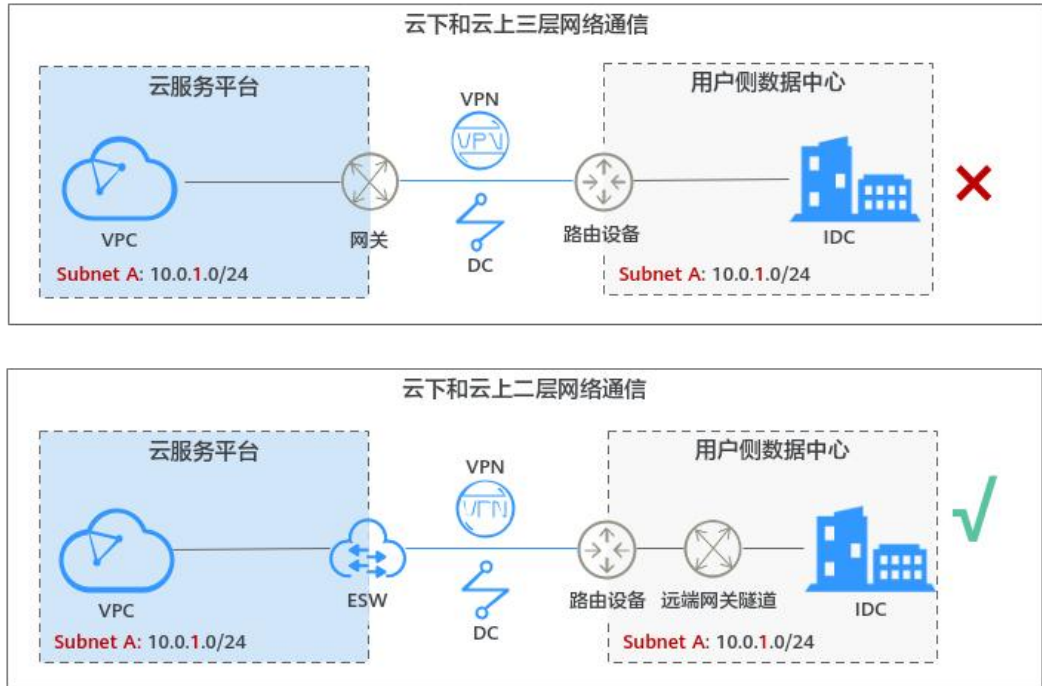 云下和云上三层网络通信
云服务平台
用户侧数据中心
VPN
VPN
VPC
网关
DC
路由设备
IDC
Subnet A: 10.0.1.0/24
Subnet A: 10.0.1.0/24
云下和云上二层网络通信
云服务平台
用户侧数据中心
VPN
VPN
VPC
ESW
DC
路由设备
远端网关隧道
IDC
Subnet A: 10.0.1.0/24
Subnet A: 10.0.1.0/24